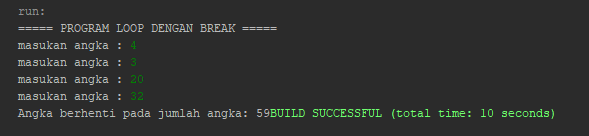 run:
===== PROGRAM LOOP DENGAN BREAK =====
masukan angka : 4
masukan angka : 3
masukan angka : 20
masukan angka : 32
Angka berhenti pada jumlah angka: 59BUILD SUCCESSFUL (total time: 10 seconds)